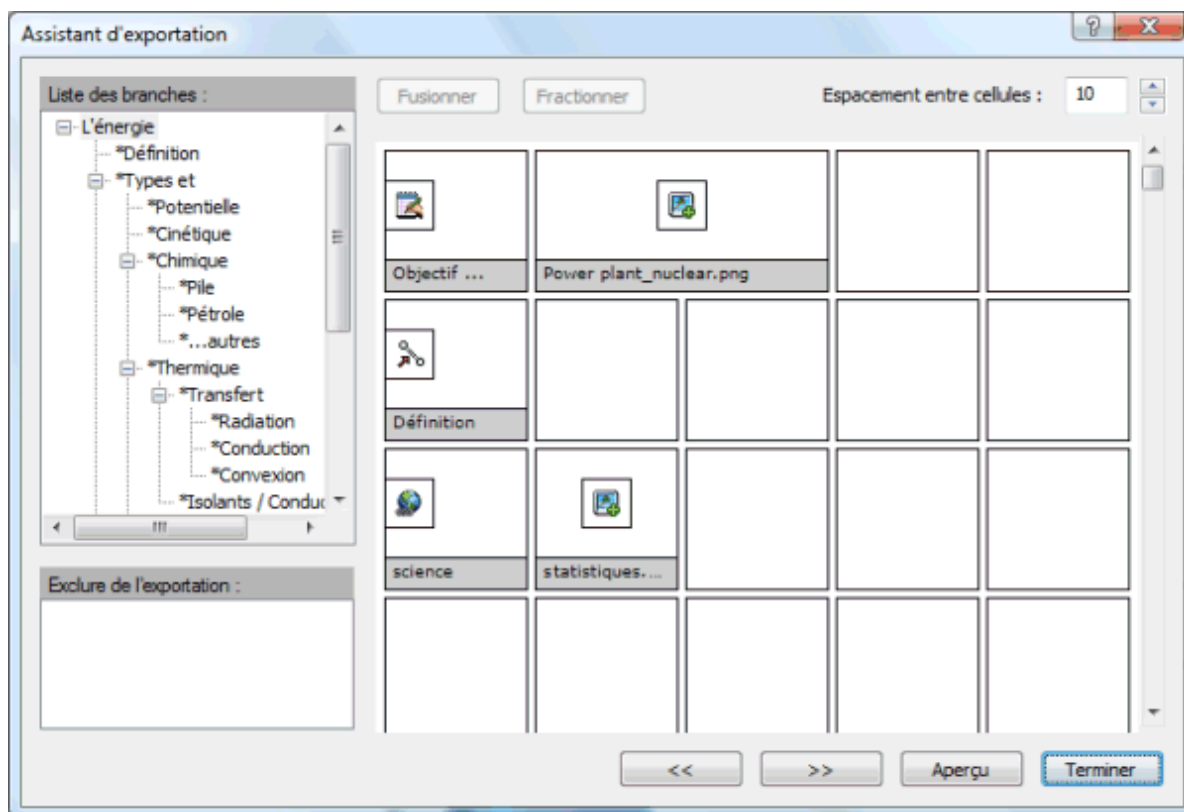 Assistant d'exportation
Liste des branches :
L'énergie
*Définition
*Types et
*Potentielle
*Cinétique
*Chimique
*Pile
*Pétrole
*...autres
*Thermique
*Transfert
*Radiation
*Conduction
*Convexion
*Isolants / Conduc
Exclure de l'exportation :
Fusionner Fractionner Espacement entre cellules : 10
Objectif ... Power plant_nuclear.png
Définition
science statistiques....
<< >> Aperçu Terminer